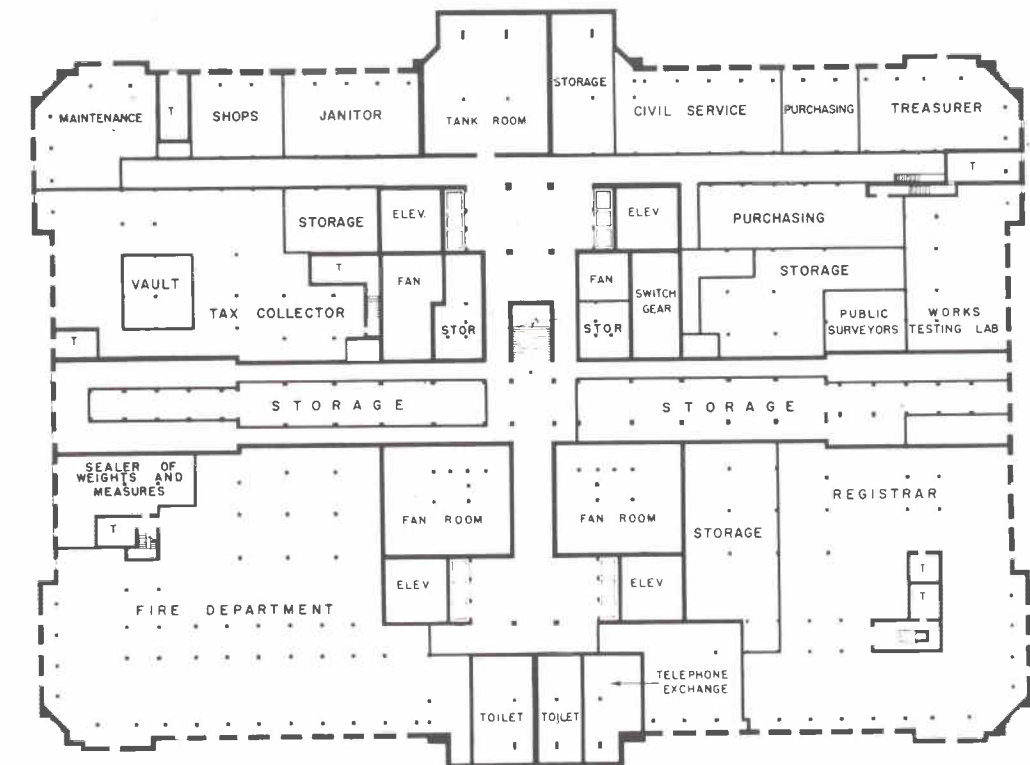 TANK ROOM
STORAGE
MAINTENANCE
T
SHOPS
JANITOR
CIVIL SERVICE
PURCHASING
TREASURER
T
STORAGE
ELEV.
ELEV
PURCHASING
VAULT
T
FAN
FAN
SWITCH
GEAR
STORAGE
TAX COLLECTOR
STOR
STOR
PUBLIC
SURVEYORS
WORKS
TESTING LAB
T
STORAGE
STORAGE
SEALER OF
WEIGHTS AND
MEASURES
T
FAN ROOM
FAN ROOM
STORAGE
REGISTRAR
ELEV
ELEV
T
T
FIRE DEPARTMENT
TELEPHONE
EXCHANGE
TOILET
TOILET